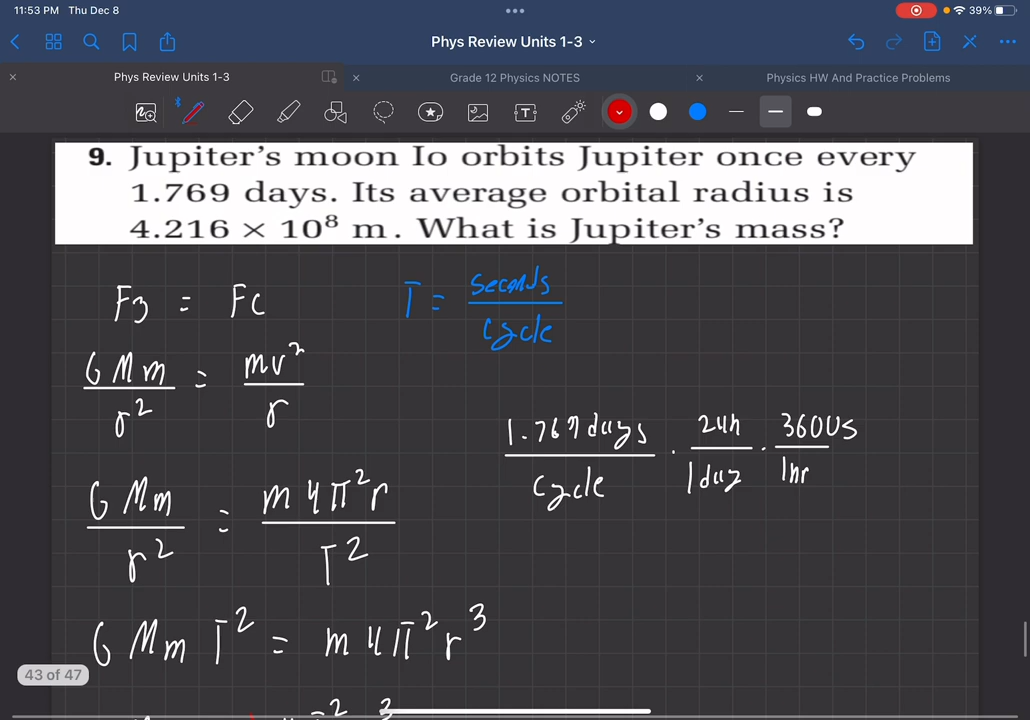 11:53 PM Thu Dec 8
39%
Phys Review Units 1-3
Phys Review Units 1-3
Grade 12 Physics NOTES
Physics HW And Practice Problems
9. Jupiter's moon Io orbits Jupiter once every
1.769 days. Its average orbital radius is
4.216 × 10⁸ m. What is Jupiter's mass?
Fg = Fc
T = seconds / cycle
GMm / r² = mv² / r
1.769 days / cycle · 24h / 1 day · 3600s / 1hr
GMm / r² = m4π²r / T²
GMmT² = m4π²r³
43 of 47